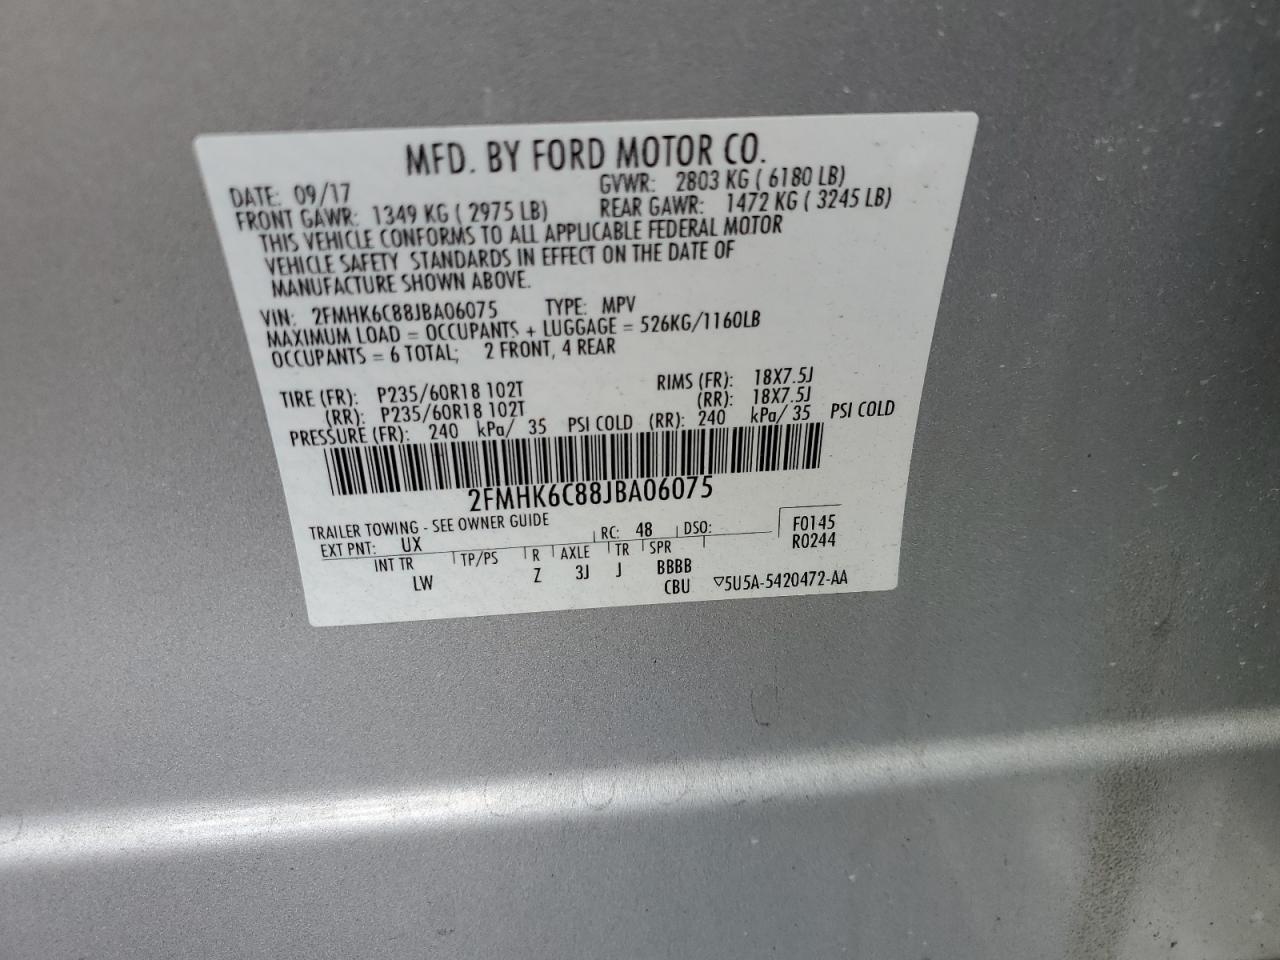 MFD. BY FORD MOTOR CO.
DATE: 09/17 GVWR: 2803 KG ( 6180 LB)
FRONT GAWR: 1349 KG ( 2975 LB) REAR GAWR: 1472 KG ( 3245 LB)
THIS VEHICLE CONFORMS TO ALL APPLICABLE FEDERAL MOTOR
VEHICLE SAFETY STANDARDS IN EFFECT ON THE DATE OF
MANUFACTURE SHOWN ABOVE.
VIN: 2FMHK6C88JBA06075 TYPE: MPV
MAXIMUM LOAD = OCCUPANTS + LUGGAGE = 526KG/1160LB
OCCUPANTS = 6 TOTAL; 2 FRONT, 4 REAR
TIRE (FR): P235/60R18 102T RIMS (FR): 18X7.5J
(RR): P235/60R18 102T (RR): 18X7.5J
PRESSURE (FR): 240 kPa/ 35 PSI COLD (RR): 240 kPa/ 35 PSI COLD
2FMHK6C88JBA06075
TRAILER TOWING - SEE OWNER GUIDE
EXT PNT: UX RC: 48 DSO: F0145
R0244
INT TR TP/PS R AXLE TR SPR
LW Z 3J J BBBB
CBU ▽5U5A-5420472-AA